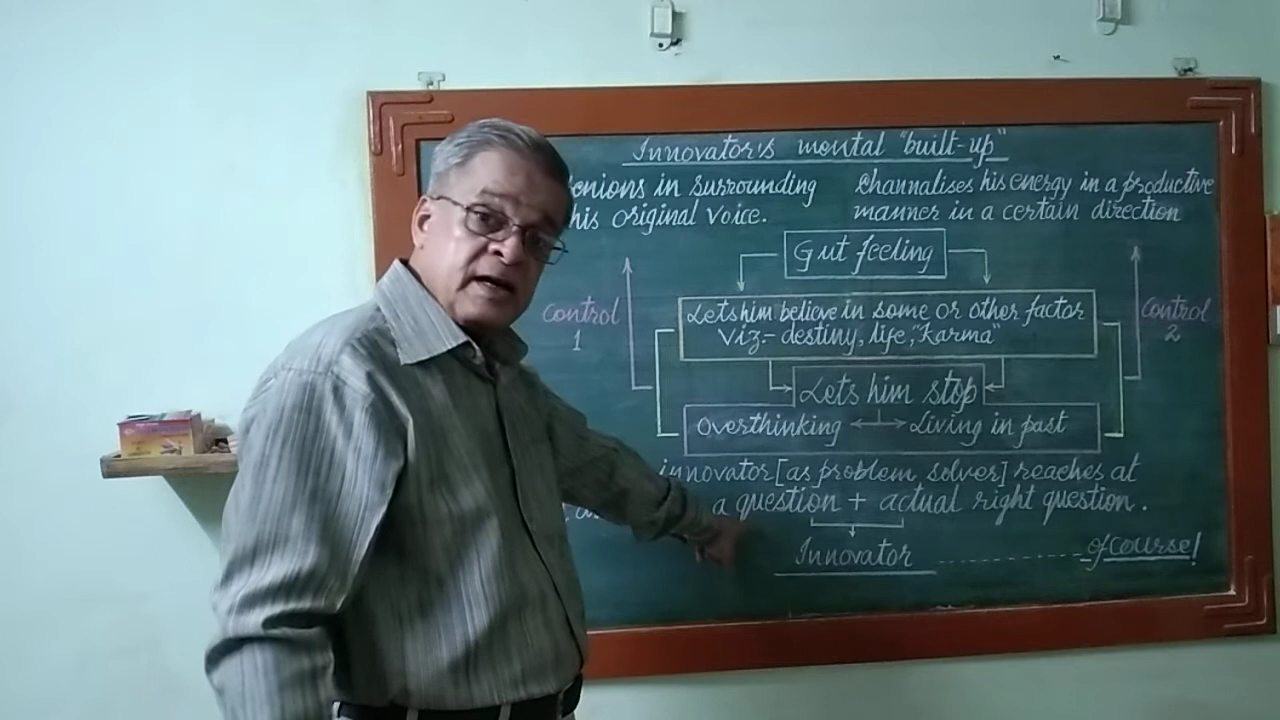 Innovator's mental "built-up"
enions in surrounding
his original voice.
Channalises his energy in a productive
manner in a certain direction
Gut feeling
Control
1
Lets him believe in some or other factor
Viz.- destiny, life, "Karma"
Control
2
Lets him stop
Overthinking
Living in past
innovator [as problem solver] reaches at
a question + actual right question.
Innovator
of course!